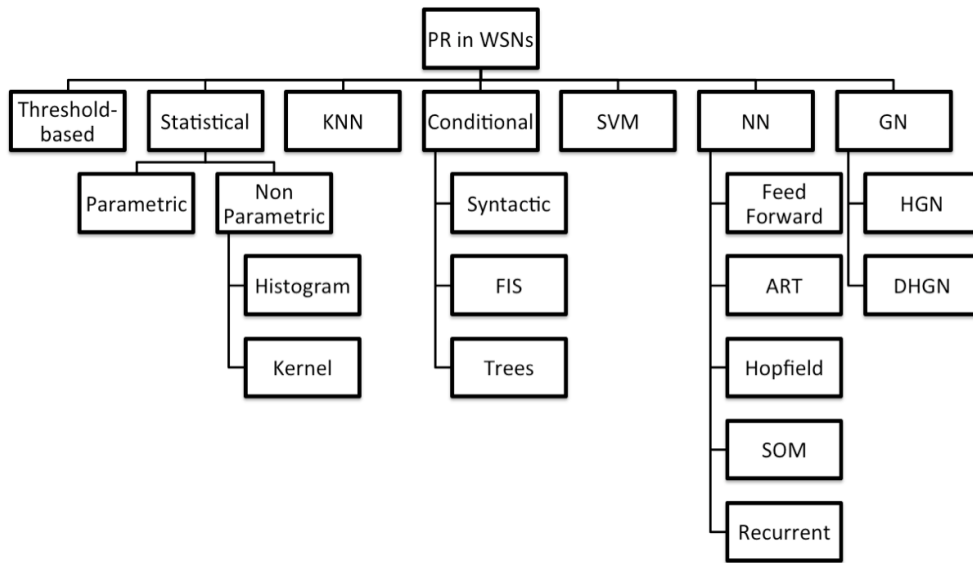 PR in WSNs
Threshold-
based
Statistical
KNN
Conditional
SVM
NN
GN
Parametric
Non
Parametric
Syntactic
Feed
Forward
HGN
Histogram
FIS
ART
DHGN
Kernel
Trees
Hopfield
SOM
Recurrent